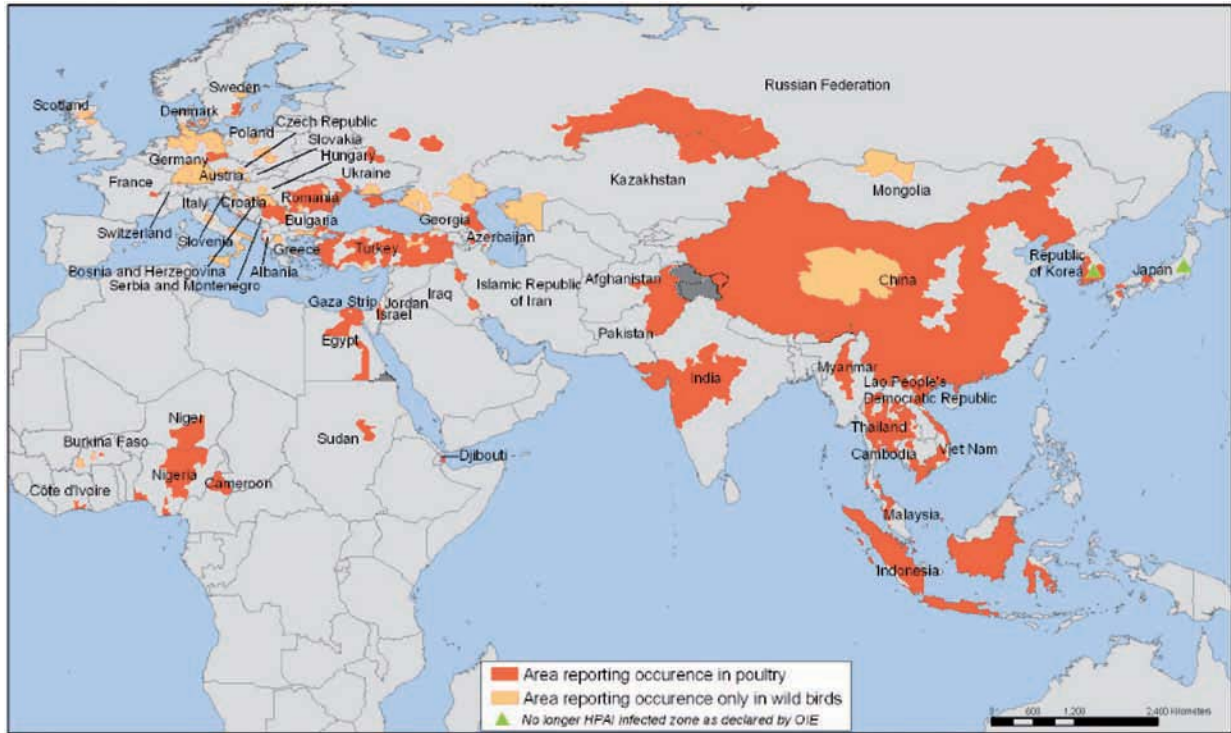 Russian Federation
Sweden
Scotland
Denmark
Czech Republic
Poland
Slovakia
Hungary
Germany
Austria
Ukraine
France
Kazakhstan
Mongolia
Italy
Croatia
Romania
Bulgaria
Georgia
Switzerland
Slovenia
Greece
Turkey
Azerbaijan
Bosnia and Herzegovina
Albania
Serbia and Montenegro
Republic
of Korea
Japan
China
Afghanistan
Islamic Republic
of Iran
Iraq
Gaza Strip
Jordan
Israel
Egypt
Pakistan
India
Myanmar
Lao People's
Democratic Republic
Thailand
Cambodia
Viet Nam
Niger
Burkina Faso
Sudan
Djibouti
Nigeria
Cameroon
Côte d'Ivoire
Malaysia
Indonesia
Area reporting occurence in poultry
Area reporting occurence only in wild birds
No longer HPAI infected zone as declared by OIE
0 600 1,200 2,400 Kilometers